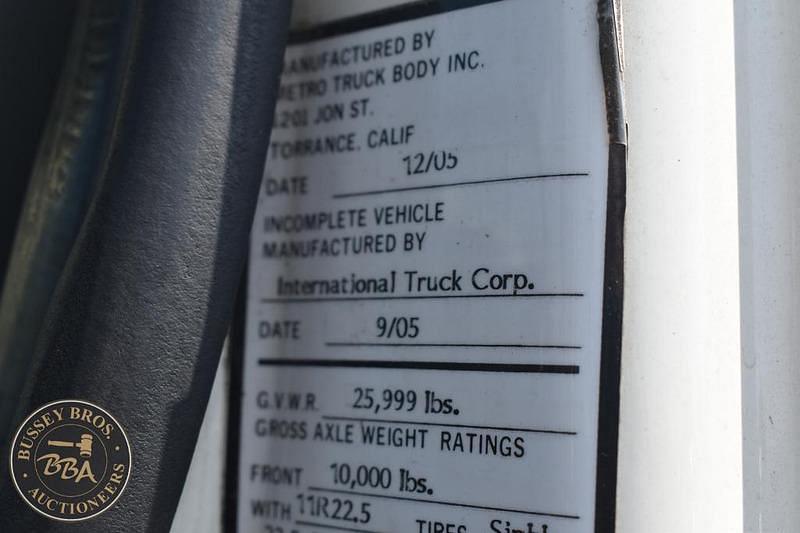 MANUFACTURED BY
METRO TRUCK BODY INC.
1201 JON ST.
TORRANCE, CALIF
DATE 12/05
INCOMPLETE VEHICLE
MANUFACTURED BY
International Truck Corp.
DATE 9/05
G.V.W.R. 25,999 lbs.
GROSS AXLE WEIGHT RATINGS
FRONT 10,000 lbs.
WITH 11R22.5 TIRES
BUSSEY BROS.
BBA
AUCTIONEERS